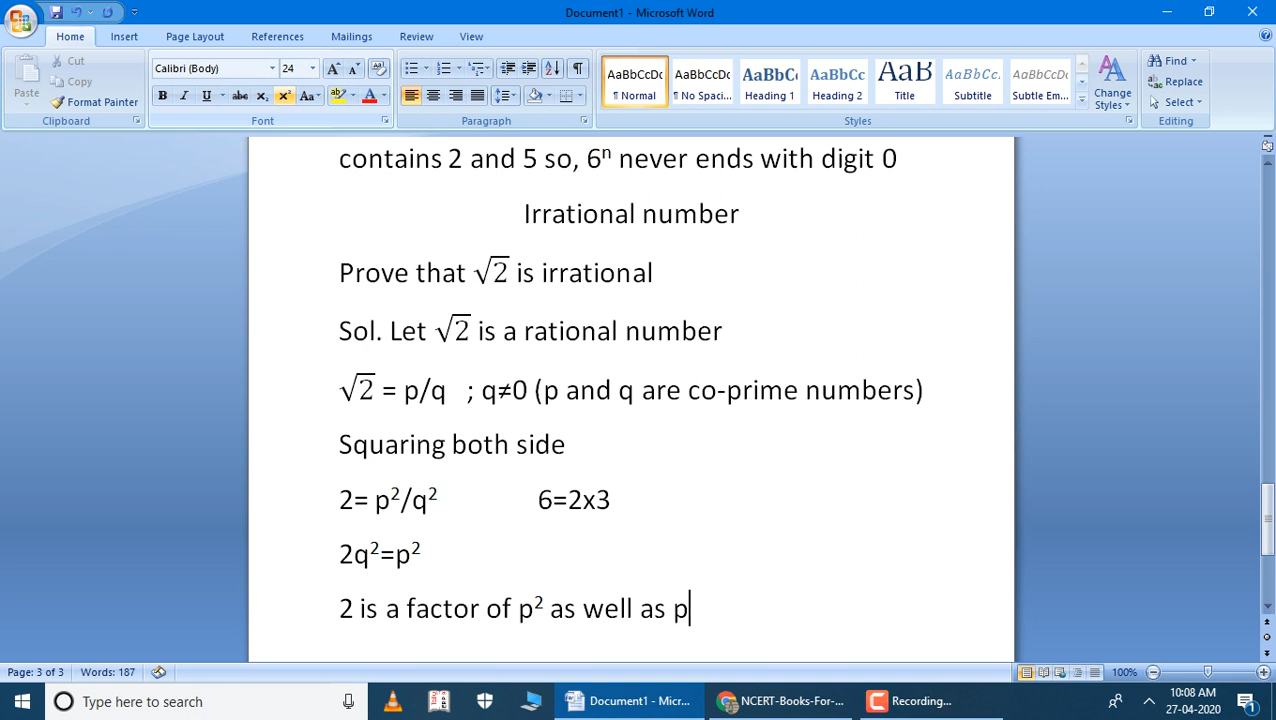 Document1 - Microsoft Word
Home Insert Page Layout References Mailings Review View
Paste
Cut
Copy
Format Painter
Clipboard
Calibri (Body) 24
B I U abc x² Aa
Font
Paragraph
AaBbCcDc AaBbCcDc AaBbCc AaBbCc AaB AaBbCc. AaBbCcDc
¶ Normal ¶ No Spaci... Heading 1 Heading 2 Title Subtitle Subtle Em...
Change Styles
Styles
Find
Replace
Select
Editing
contains 2 and 5 so, 6ⁿ never ends with digit 0
Irrational number
Prove that √2 is irrational
Sol. Let √2 is a rational number
√2 = p/q ; q≠0 (p and q are co-prime numbers)
Squaring both side
2= p²/q² 6=2x3
2q²=p²
2 is a factor of p² as well as p
Page: 3 of 3 Words: 187 100%
Type here to search
Document1 - Micr...
NCERT-Books-For-...
Recording...
10:08 AM
27-04-2020